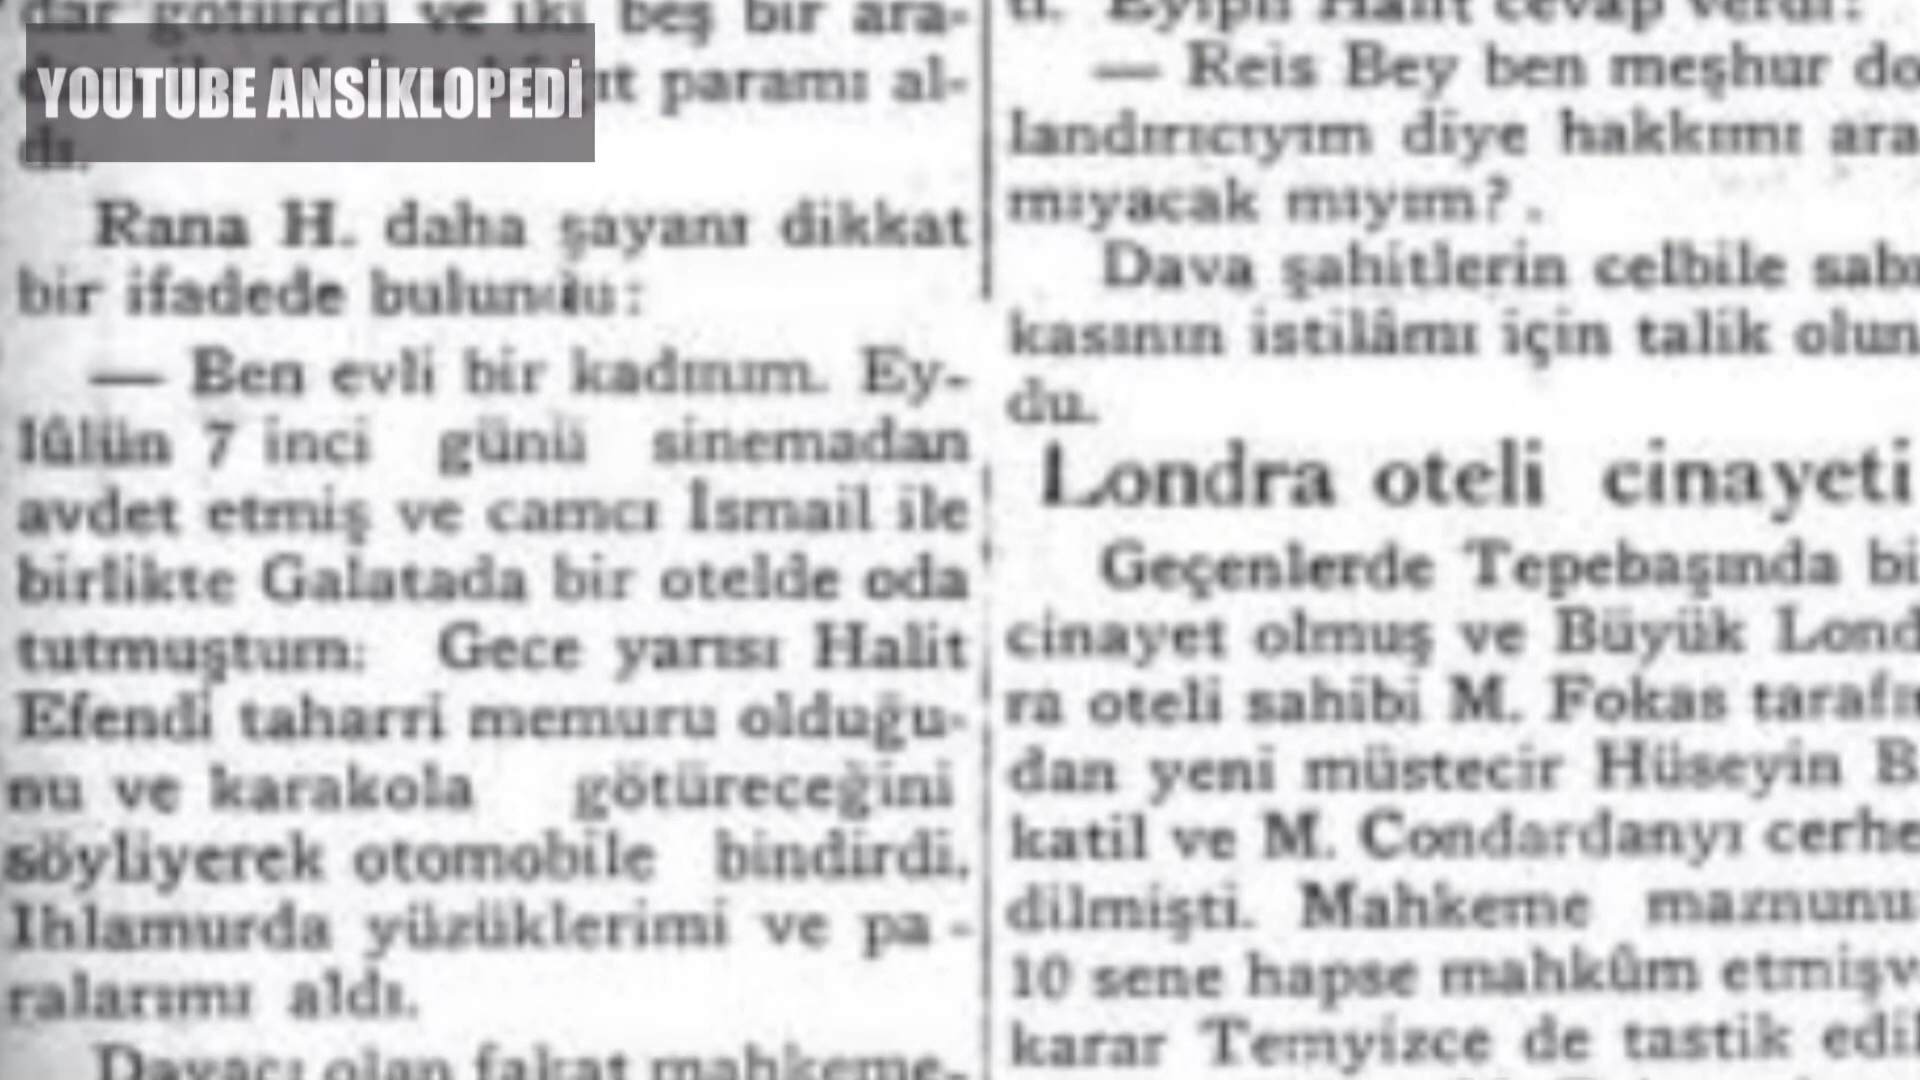 YOUTUBE ANSİKLOPEDİ
dar götürdü ve iki beş bir ara-
paramı al-
dı.
Rana H. daha şayanı dikkat
bir ifadede bulundu:
— Ben evli bir kadınım. Ey-
lûlün 7 inci günü sinemadan
avdet etmiş ve camcı İsmail ile
birlikte Galatada bir otelde oda
tutmuştum: Gece yarısı Halit
Efendi taharri memuru olduğu-
nu ve karakola götüreceğini
söyliyerek otomobile bindirdi.
Ihlamurda yüzüklerimi ve pa-
ralarımı aldı.
Davacı olan fakat mahkeme-
ti. Eyipli Halit cevap verdi:
— Reis Bey ben meşhur do
landırıcıyım diye hakkımı ara
mıyacak mıyım?.
Dava şahitlerin celbile sabı
kasının istilâmı için talik olun
du.
Londra oteli cinayeti
Geçenlerde Tepebaşında bi
cinayet olmuş ve Büyük Lond
ra oteli sahibi M. Fokas tarafın
dan yeni müstecir Hüseyin B.
katil ve M. Condardanyı cerhe
dilmişti. Mahkeme maznunu
10 sene hapse mahkûm etmişv
karar Temyizce de tastik edil